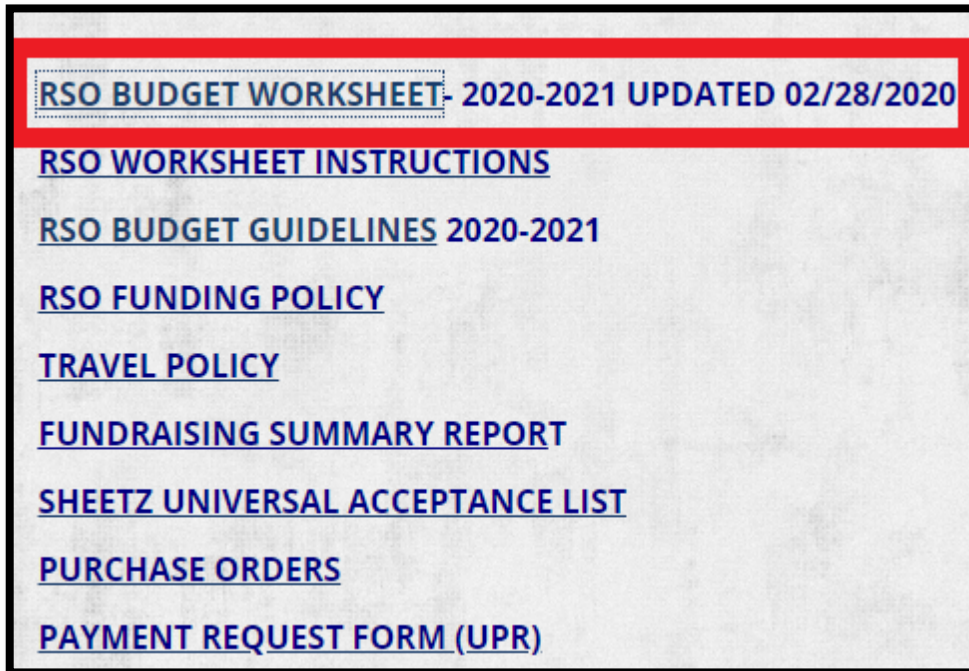 RSO BUDGET WORKSHEET- 2020-2021 UPDATED 02/28/2020
RSO WORKSHEET INSTRUCTIONS
RSO BUDGET GUIDELINES 2020-2021
RSO FUNDING POLICY
TRAVEL POLICY
FUNDRAISING SUMMARY REPORT
SHEETZ UNIVERSAL ACCEPTANCE LIST
PURCHASE ORDERS
PAYMENT REQUEST FORM (UPR)